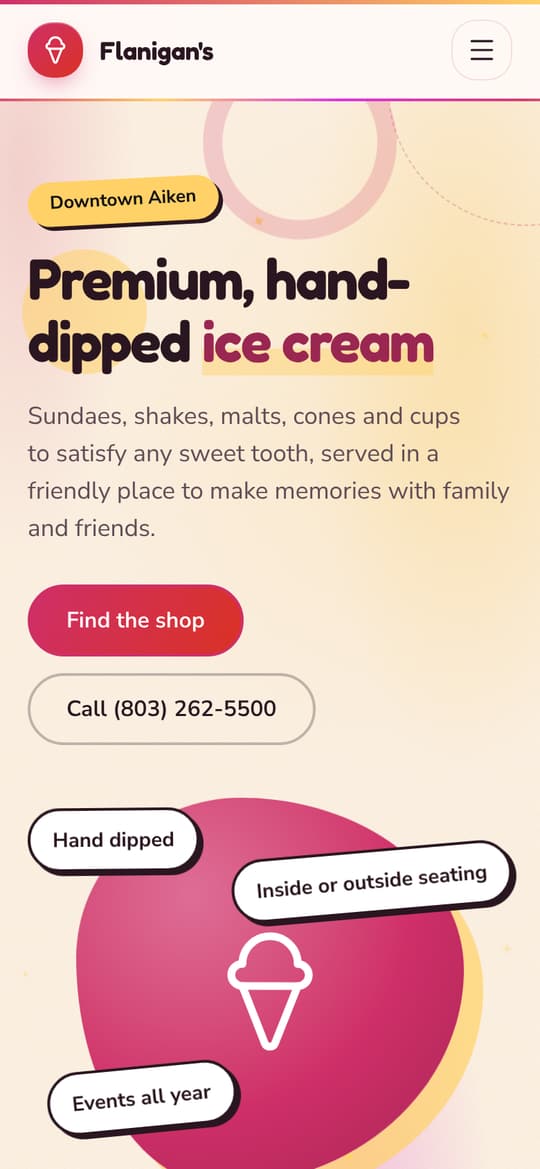 Flanigan's
Downtown Aiken
Premium, hand-
dipped ice cream
Sundaes, shakes, malts, cones and cups
to satisfy any sweet tooth, served in a
friendly place to make memories with family
and friends.
Find the shop
Call (803) 262-5500
Hand dipped
Inside or outside seating
Events all year